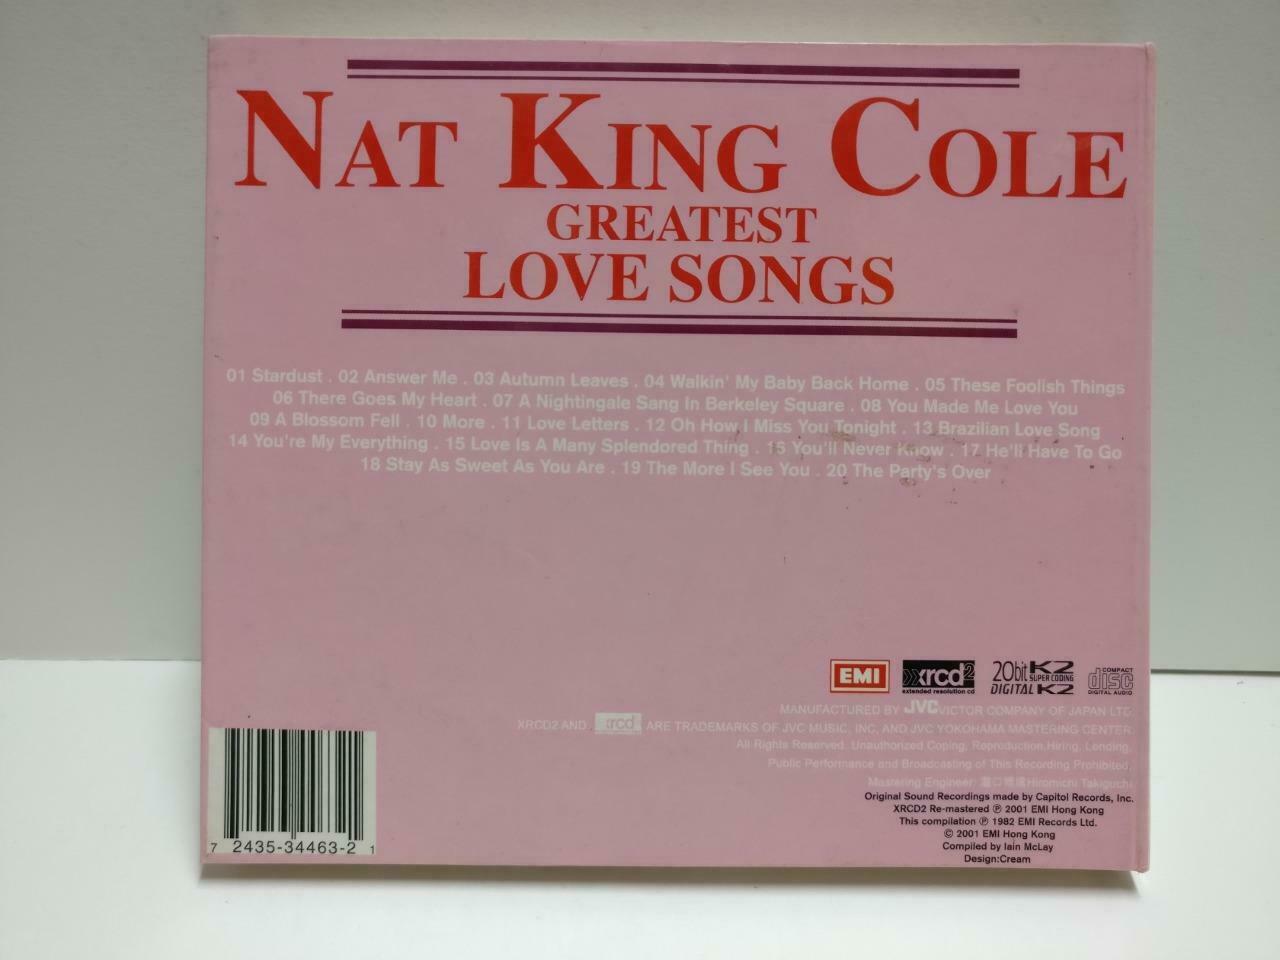 NAT KING COLE
GREATEST
LOVE SONGS
01 Stardust . 02 Answer Me . 03 Autumn Leaves . 04 Walkin' My Baby Back Home . 05 These Foolish Things
06 There Goes My Heart . 07 A Nightingale Sang In Berkeley Square . 08 You Made Me Love You
09 A Blossom Fell . 10 More . 11 Love Letters . 12 Oh How I Miss You Tonight . 13 Brazilian Love Song
14 You're My Everything . 15 Love Is A Many Splendored Thing . 16 You'll Never Know . 17 He'll Have To Go
18 Stay As Sweet As You Are . 19 The More I See You . 20 The Party's Over
EMI
xrcd2
extended resolution cd
20bit K2
SUPER CODING
DIGITAL K2
COMPACT
disc
DIGITAL AUDIO
MANUFACTURED BY JVC VICTOR COMPANY OF JAPAN LTD.
XRCD2 AND xrcd ARE TRADEMARKS OF JVC MUSIC, INC, AND JVC YOKOHAMA MASTERING CENTER.
All Rights Reserved. Unauthorized Coping, Reproduction,Hiring, Lending,
Public Performance and Broadcasting of This Recording Prohibited.
Mastering Engineer: Hiromichi Takiguchi
Original Sound Recordings made by Capitol Records, Inc.
XRCD2 Re-mastered ℗ 2001 EMI Hong Kong
This compilation ℗ 1982 EMI Records Ltd.
© 2001 EMI Hong Kong
Compiled by Iain McLay
Design:Cream
7 2435-34463-2 1